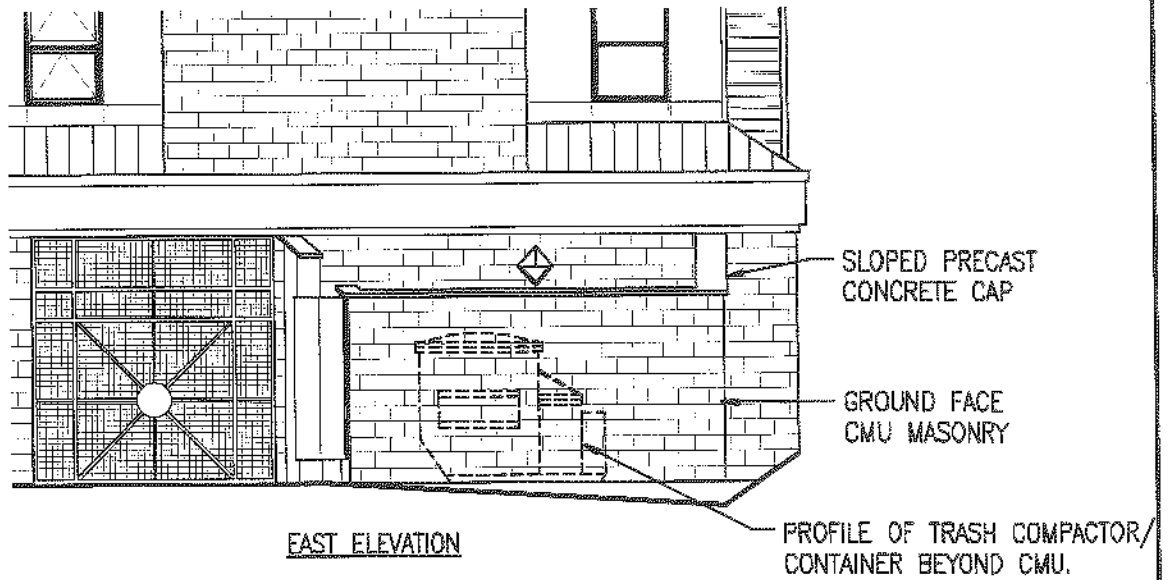 SLOPED PRECAST
CONCRETE CAP
GROUND FACE
CMU MASONRY
EAST ELEVATION
PROFILE OF TRASH COMPACTOR/
CONTAINER BEYOND CMU.